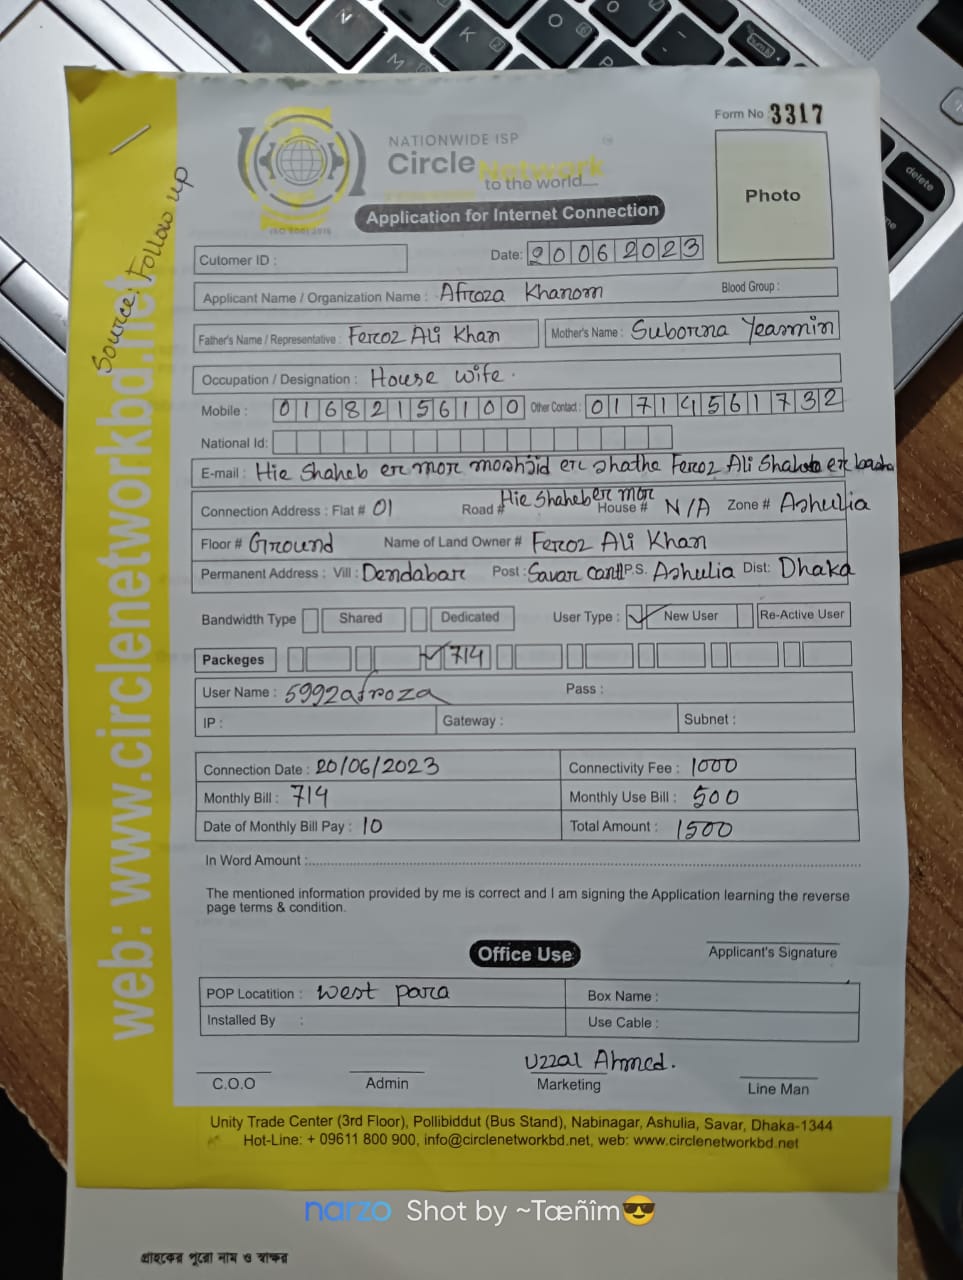 Form No 3317
NATIONWIDE ISP
Circle Network
to the world
ISO 9001:2015
Photo
Application for Internet Connection
Source: Follow up
web: www.circlenetworkbd.net
Cutomer ID :
Date: 20062023
Applicant Name / Organization Name : Afroza Khanom Blood Group :
Father's Name / Representative : Feroz Ali Khan Mother's Name : Suborna Yeasmin
Occupation / Designation : House wife.
Mobile : 01682156100 Other Contact : 01714561732
National Id:
E-mail : Hie Shaheb er mor moshjid er shathe Feroz Ali er
Connection Address : Flat # 01 Road # Hie Shaheb er mor House # N/A Zone # Ashulia
Floor # Ground Name of Land Owner # Feroz Ali Khan
Permanent Address : Vill : Dendabar Post : Savar cant P.S. Ashulia Dist: Dhaka
Bandwidth Type Shared Dedicated User Type : New User Re-Active User
Packeges 714
User Name : 5992afroza Pass :
IP : Gateway : Subnet :
Connection Date : 20/06/2023 Connectivity Fee : 1000
Monthly Bill : 714 Monthly Use Bill : 500
Date of Monthly Bill Pay : 10 Total Amount : 1500
In Word Amount :
The mentioned information provided by me is correct and I am signing the Application learning the reverse
page terms & condition.
Office Use
Applicant's Signature
POP Locatition : west para Box Name :
Installed By : Use Cable :
Uzzal Ahmed.
C.O.O Admin Marketing Line Man
Unity Trade Center (3rd Floor), Pollibiddut (Bus Stand), Nabinagar, Ashulia, Savar, Dhaka-1344
Hot-Line: + 09611 800 900, info@circlenetworkbd.net, web: www.circlenetworkbd.net
narzo Shot by ~Tæñîm😎
গ্রাহকের পুরো নাম ও স্বাক্ষর